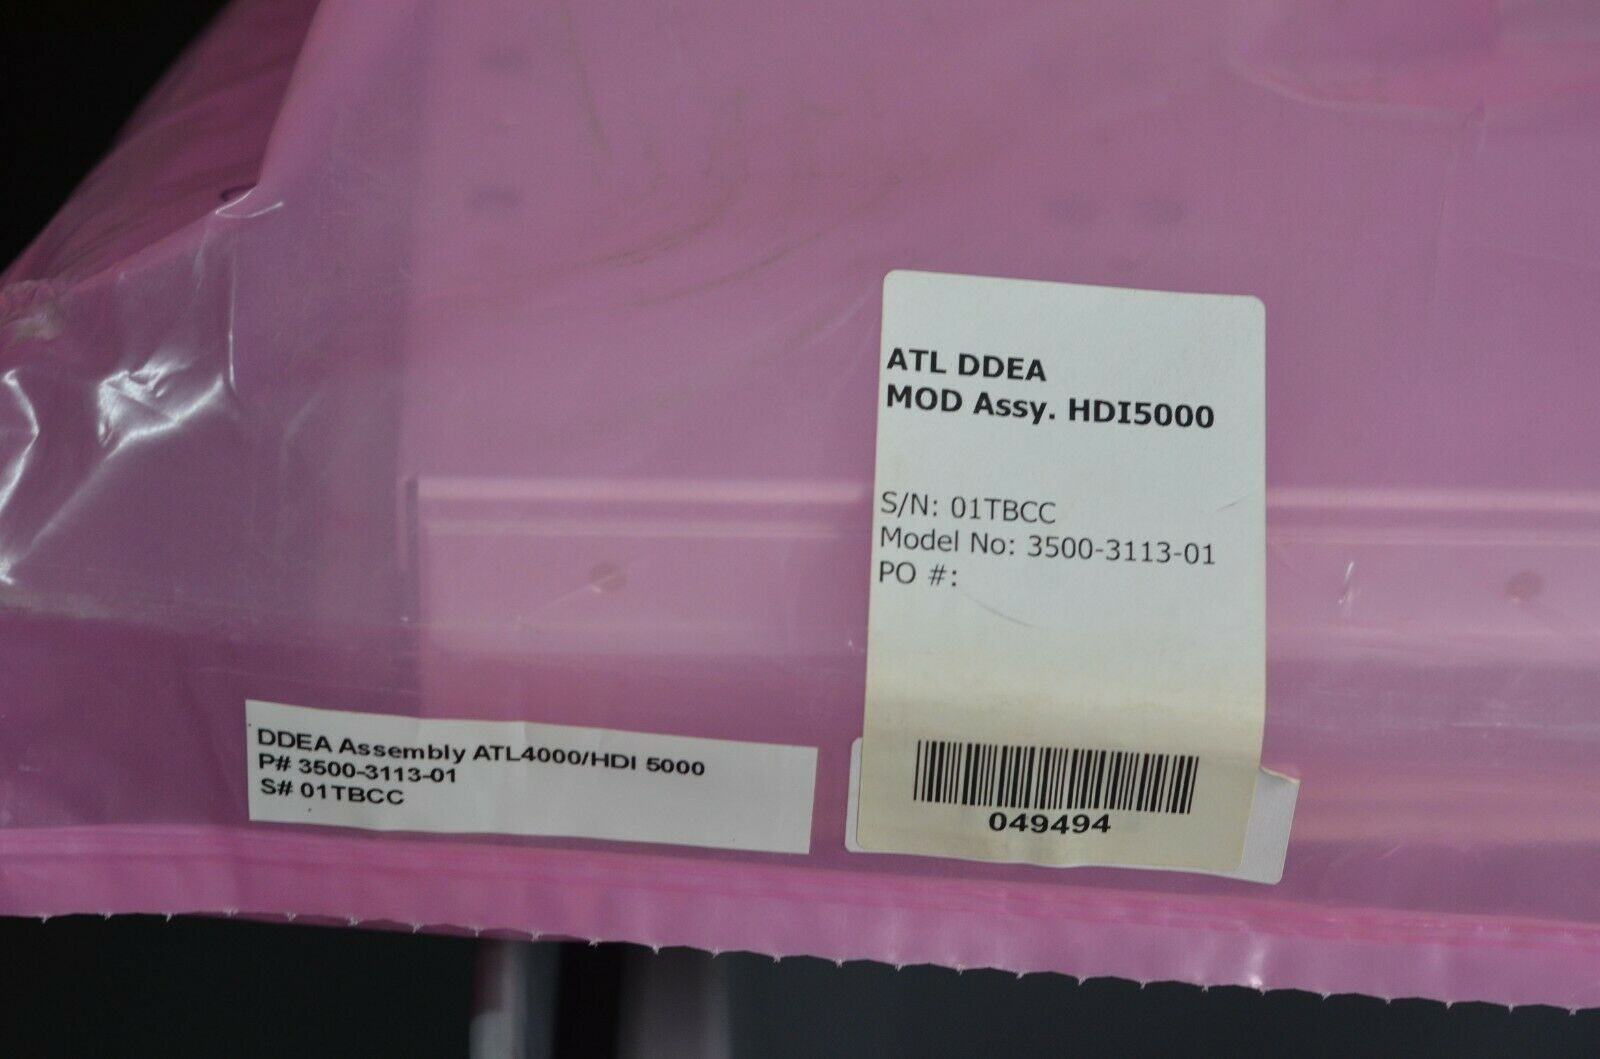 ATL DDEA
MOD Assy. HDI5000
S/N: 01TBCC
Model No: 3500-3113-01
PO #:
049494
DDEA Assembly ATL4000/HDI 5000
P# 3500-3113-01
S# 01TBCC